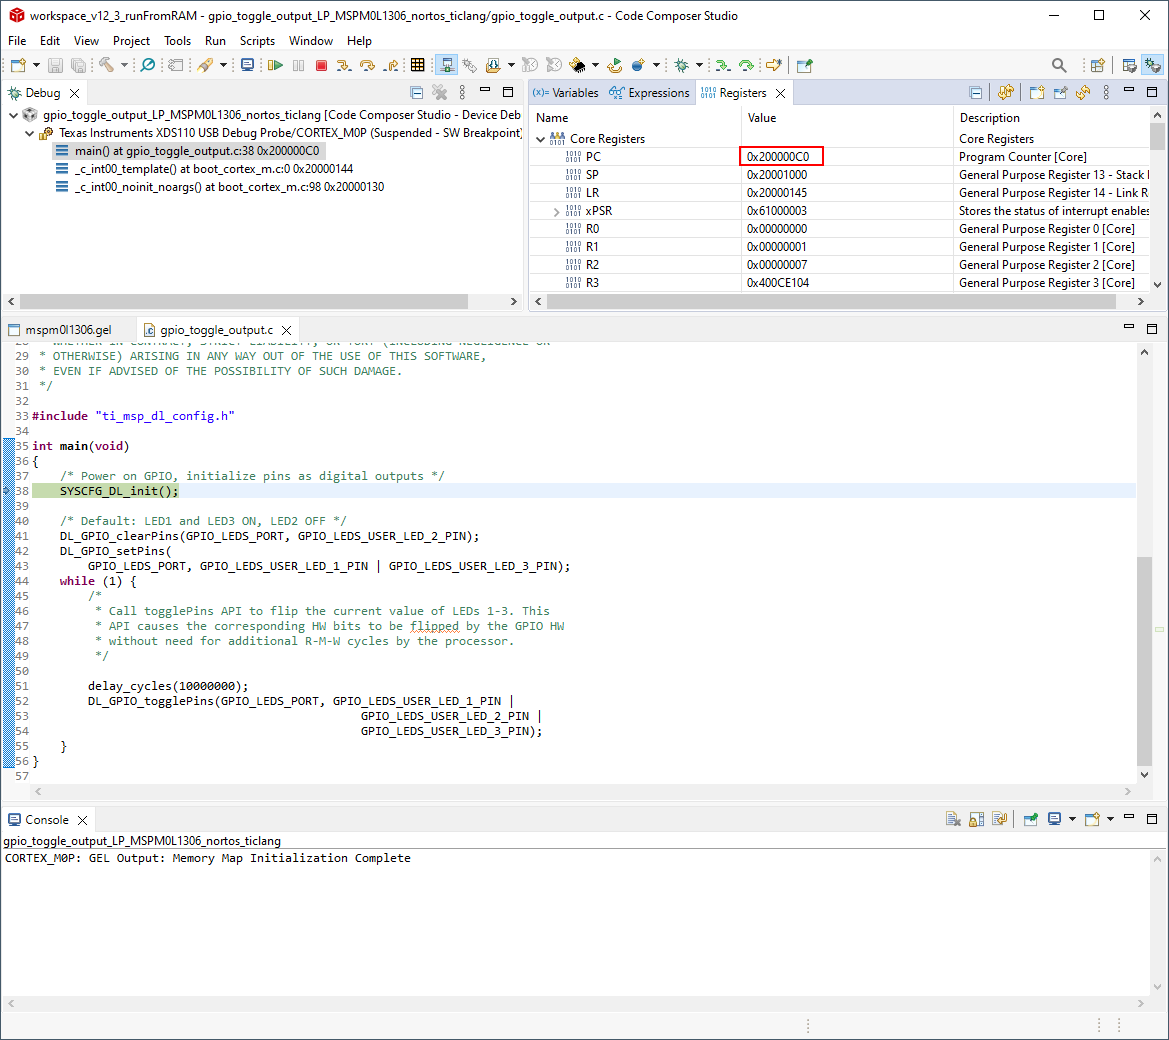 workspace_v12_3_runFromRAM - gpio_toggle_output_LP_MSPM0L1306_nortos_ticlang/gpio_toggle_output.c - Code Composer Studio
File Edit View Project Tools Run Scripts Window Help
Debug
gpio_toggle_output_LP_MSPM0L1306_nortos_ticlang [Code Composer Studio - Device Deb
Texas Instruments XDS110 USB Debug Probe/CORTEX_M0P (Suspended - SW Breakpoint)
main() at gpio_toggle_output.c:38 0x200000C0
_c_int00_template() at boot_cortex_m.c:0 0x20000144
_c_int00_noinit_noargs() at boot_cortex_m.c:98 0x20000130
(x)= Variables Expressions Registers
Name Value Description
Core Registers Core Registers
PC 0x200000C0 Program Counter [Core]
SP 0x20001000 General Purpose Register 13 - Stack
LR 0x20000145 General Purpose Register 14 - Link R
xPSR 0x61000003 Stores the status of interrupt enables
R0 0x00000000 General Purpose Register 0 [Core]
R1 0x00000001 General Purpose Register 1 [Core]
R2 0x00000007 General Purpose Register 2 [Core]
R3 0x400CE104 General Purpose Register 3 [Core]
mspm0l1306.gel gpio_toggle_output.c
28 * WHETHER IN CONTRACT, STRICT LIABILITY, OR TORT (INCLUDING NEGLIGENCE OR
29 * OTHERWISE) ARISING IN ANY WAY OUT OF THE USE OF THIS SOFTWARE,
30 * EVEN IF ADVISED OF THE POSSIBILITY OF SUCH DAMAGE.
31 */
32
33 #include "ti_msp_dl_config.h"
34
35 int main(void)
36 {
37 /* Power on GPIO, initialize pins as digital outputs */
38 SYSCFG_DL_init();
39
40 /* Default: LED1 and LED3 ON, LED2 OFF */
41 DL_GPIO_clearPins(GPIO_LEDS_PORT, GPIO_LEDS_USER_LED_2_PIN);
42 DL_GPIO_setPins(
43 GPIO_LEDS_PORT, GPIO_LEDS_USER_LED_1_PIN | GPIO_LEDS_USER_LED_3_PIN);
44 while (1) {
45 /*
46 * Call togglePins API to flip the current value of LEDs 1-3. This
47 * API causes the corresponding HW bits to be flipped by the GPIO HW
48 * without need for additional R-M-W cycles by the processor.
49 */
50
51 delay_cycles(10000000);
52 DL_GPIO_togglePins(GPIO_LEDS_PORT, GPIO_LEDS_USER_LED_1_PIN |
53 GPIO_LEDS_USER_LED_2_PIN |
54 GPIO_LEDS_USER_LED_3_PIN);
55 }
56 }
57
Console
gpio_toggle_output_LP_MSPM0L1306_nortos_ticlang
CORTEX_M0P: GEL Output: Memory Map Initialization Complete